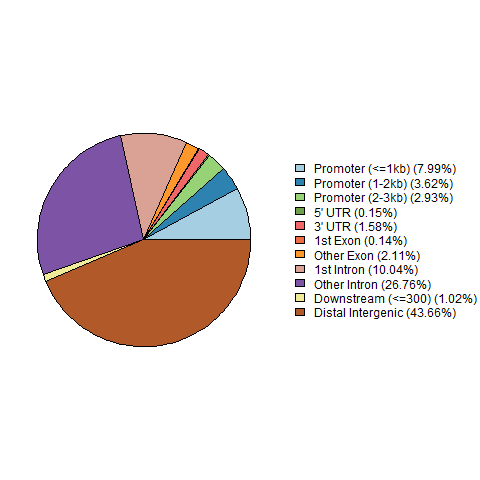 Promoter (<=1kb) (7.99%)
Promoter (1-2kb) (3.62%)
Promoter (2-3kb) (2.93%)
5' UTR (0.15%)
3' UTR (1.58%)
1st Exon (0.14%)
Other Exon (2.11%)
1st Intron (10.04%)
Other Intron (26.76%)
Downstream (<=300) (1.02%)
Distal Intergenic (43.66%)